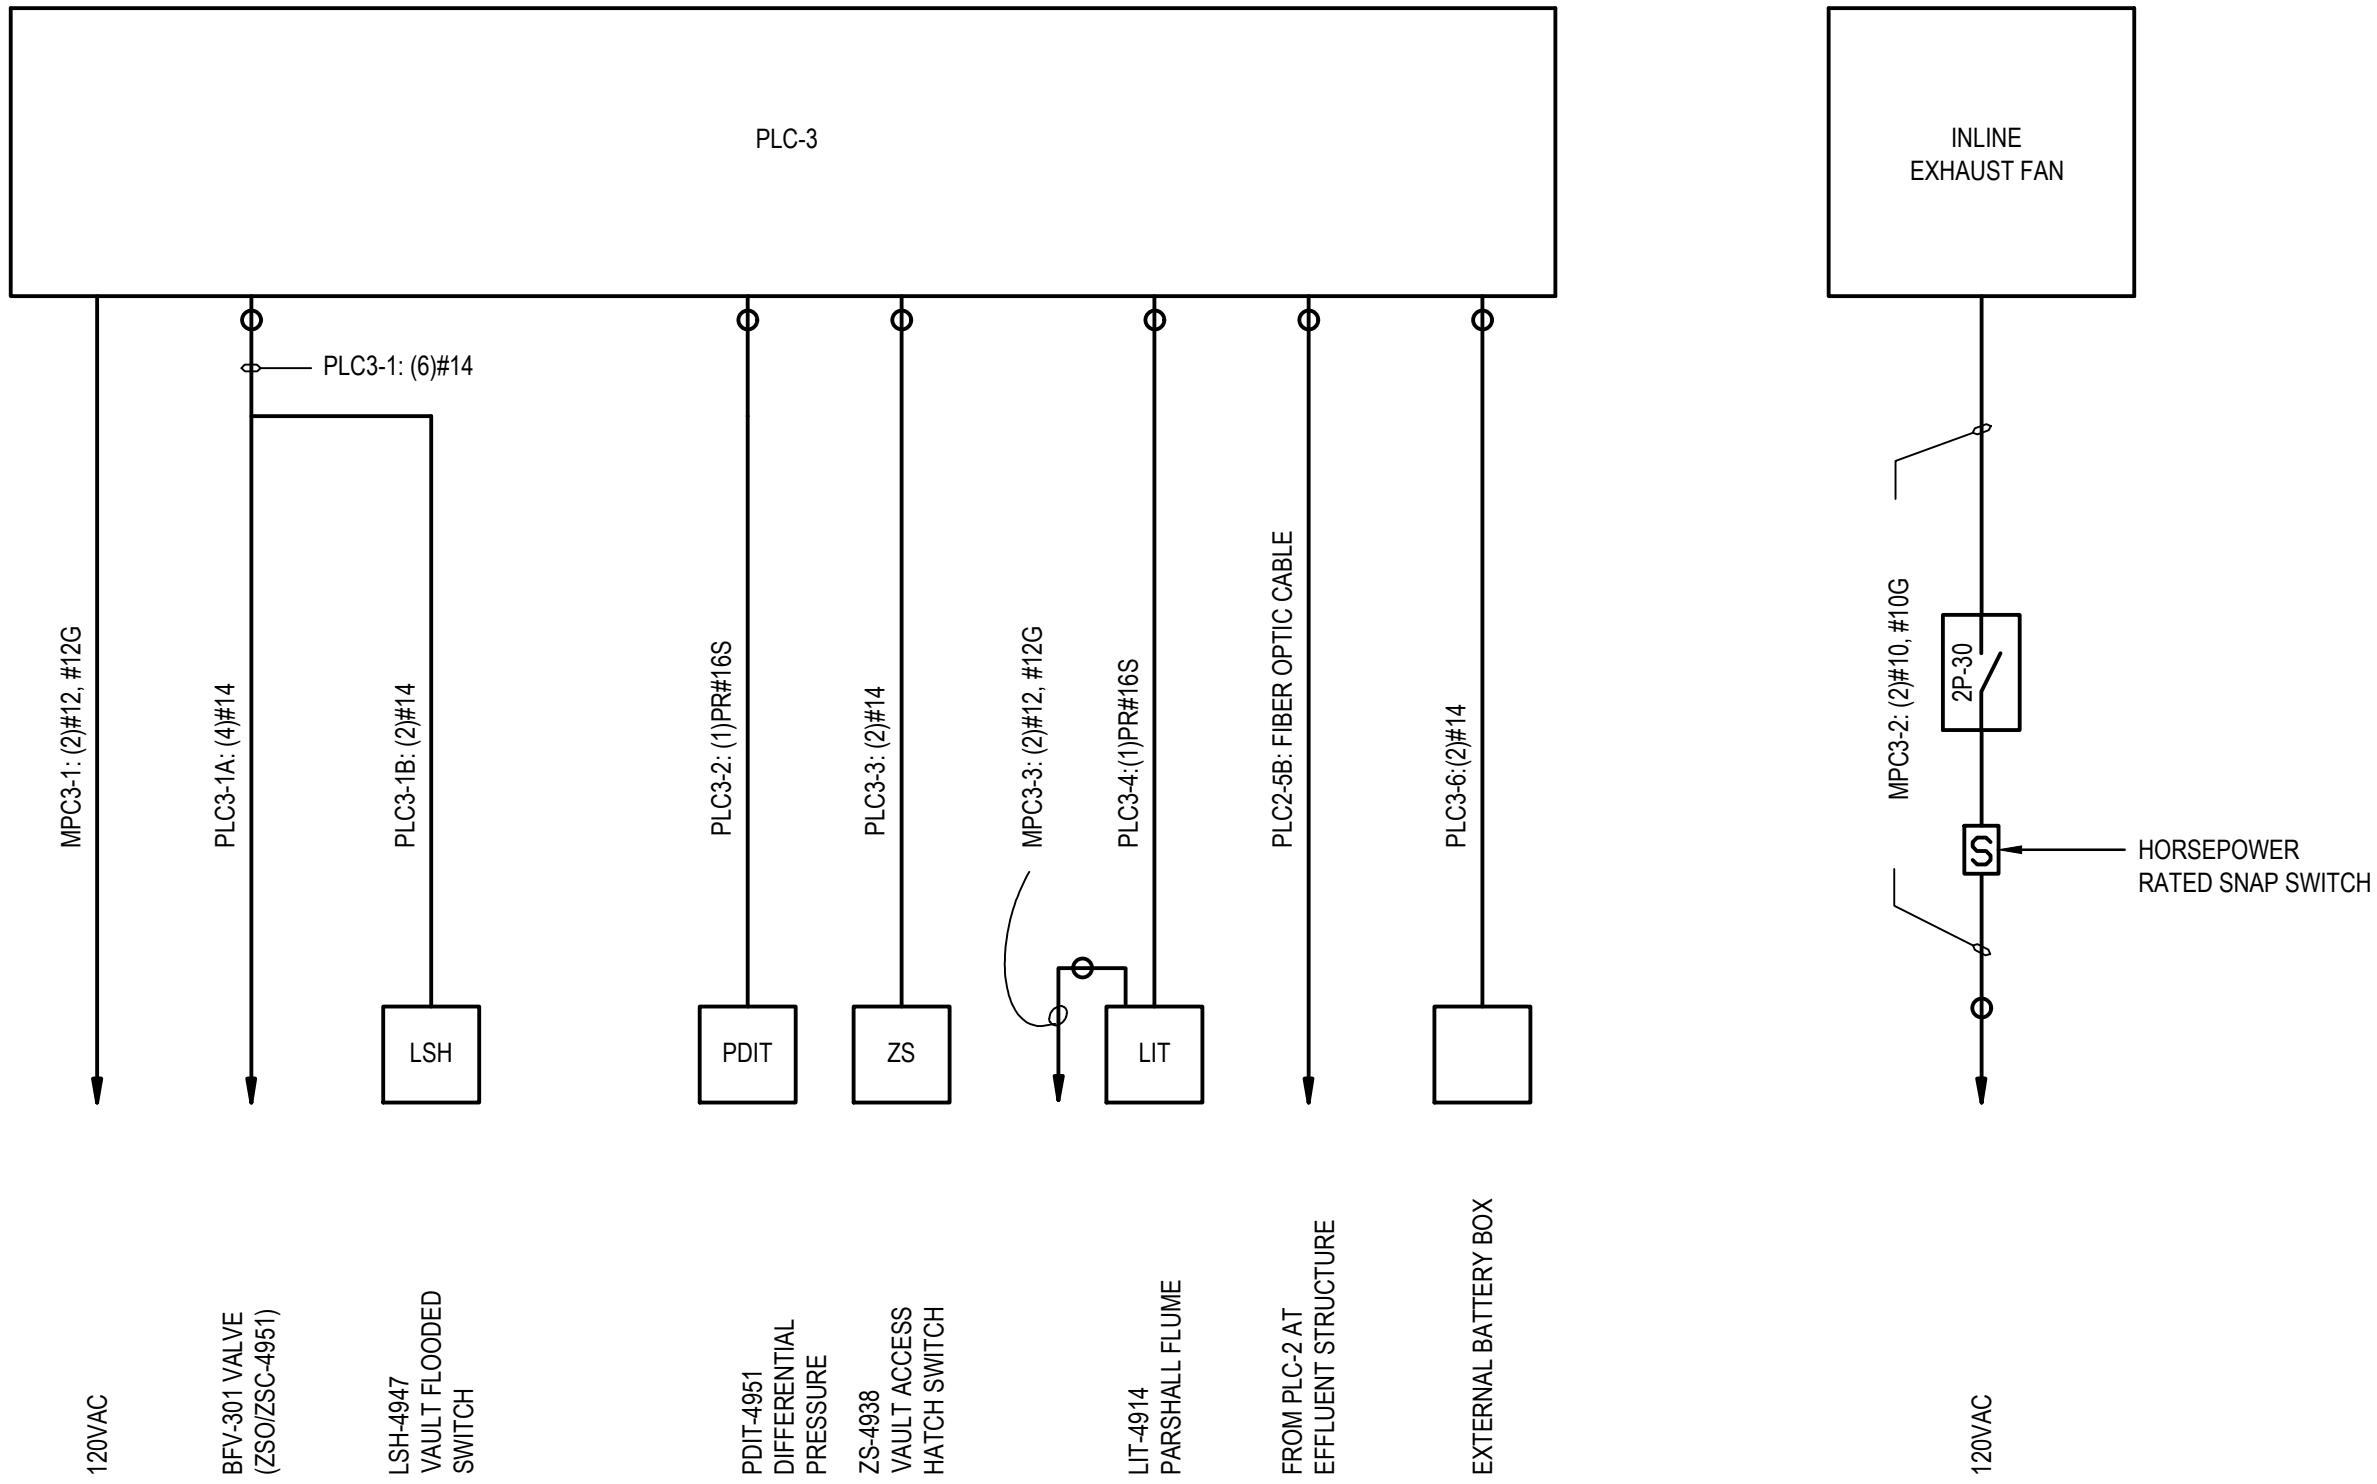 PLC-3
INLINE
EXHAUST FAN
PLC3-1: (6)#14
MPC3-1: (2)#12, #12G
PLC3-1A: (4)#14
PLC3-1B: (2)#14
PLC3-2: (1)PR#16S
PLC3-3: (2)#14
MPC3-3: (2)#12, #12G
PLC3-4:(1)PR#16S
PLC2-5B: FIBER OPTIC CABLE
PLC3-6:(2)#14
MPC3-2: (2)#10, #10G
2P-30
S
HORSEPOWER
RATED SNAP SWITCH
LSH
PDIT
ZS
LIT
120VAC
BFV-301 VALVE
(ZSO/ZSC-4951)
LSH-4947
VAULT FLOODED
SWITCH
PDIT-4951
DIFFERENTIAL
PRESSURE
ZS-4938
VAULT ACCESS
HATCH SWITCH
LIT-4914
PARSHALL FLUME
FROM PLC-2 AT
EFFLUENT STRUCTURE
EXTERNAL BATTERY BOX
120VAC